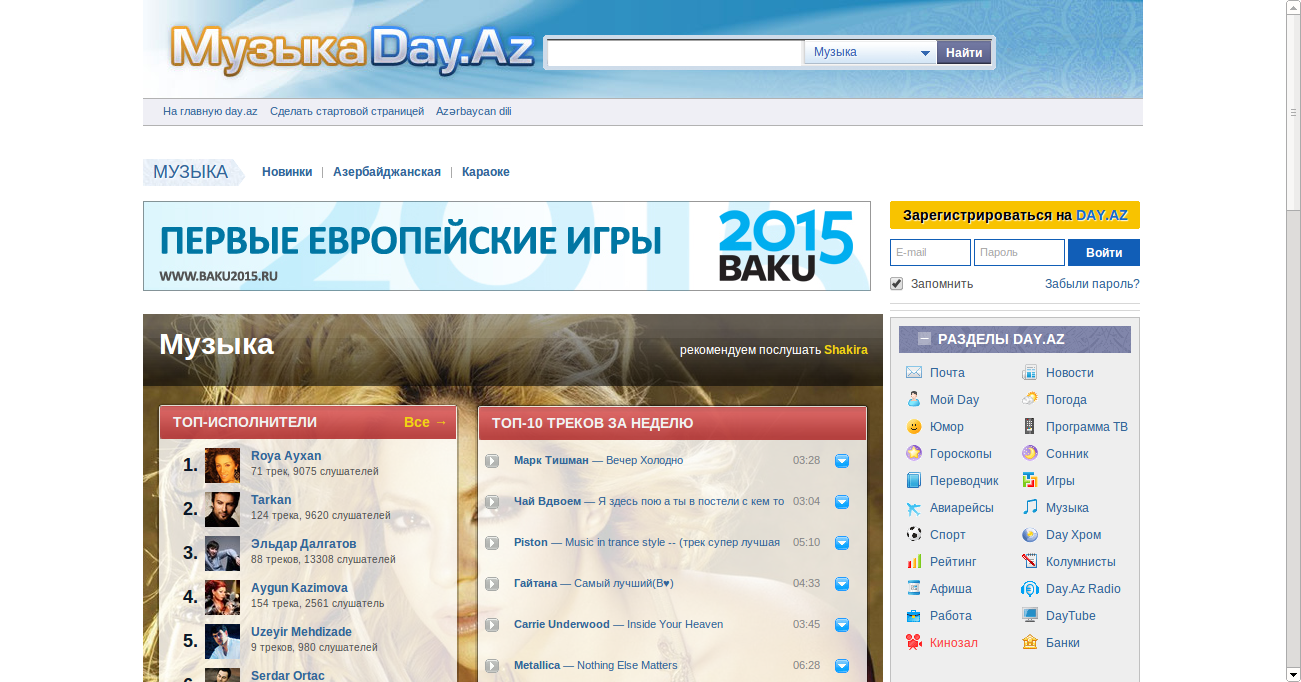 МузыкаDay.Az
Музыка
Найти
На главную day.az Сделать стартовой страницей Azərbaycan dili
МУЗЫКА
Новинки | Азербайджанская | Караоке
ПЕРВЫЕ ЕВРОПЕЙСКИЕ ИГРЫ
WWW.BAKU2015.RU
2015
BAKU
Зарегистрироваться на DAY.AZ
E-mail
Пароль
Войти
Запомнить
Забыли пароль?
Музыка
рекомендуем послушать Shakira
ТОП-ИСПОЛНИТЕЛИ
Все →
1.
Roya Ayxan
71 трек, 9075 слушателей
2.
Tarkan
124 трека, 9620 слушателей
3.
Эльдар Далгатов
88 треков, 13308 слушателей
4.
Aygun Kazimova
154 трека, 2561 слушатель
5.
Uzeyir Mehdizade
9 треков, 980 слушателей
Serdar Ortac
ТОП-10 ТРЕКОВ ЗА НЕДЕЛЮ
Марк Тишман — Вечер Холодно 03:28
Чай Вдвоем — Я здесь пою а ты в постели с кем то 03:04
Piston — Music in trance style -- (трек супер лучшая 05:10
Гайтана — Самый лучший(В♥) 04:33
Carrie Underwood — Inside Your Heaven 03:45
Metallica — Nothing Else Matters 06:28
РАЗДЕЛЫ DAY.AZ
Почта Новости
Мой Day Погода
Юмор Программа ТВ
Гороскопы Сонник
Переводчик Игры
Авиарейсы Музыка
Спорт Day Хром
Рейтинг Колумнисты
Афиша Day.Az Radio
Работа DayTube
Кинозал Банки